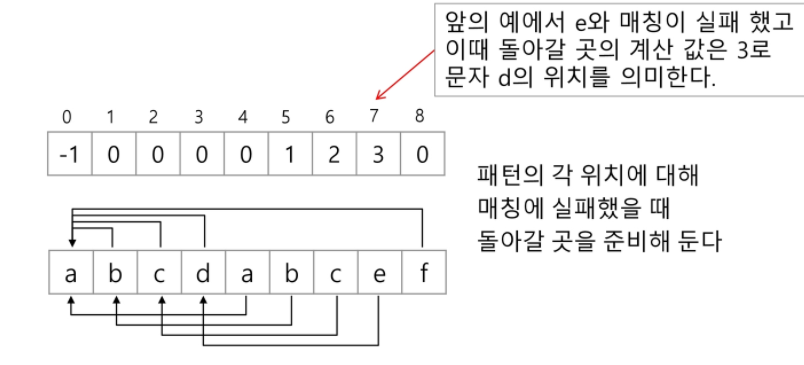 앞의 예에서 e와 매칭이 실패 했고
이때 돌아갈 곳의 계산 값은 3로
문자 d의 위치를 의미한다.
0 1 2 3 4 5 6 7 8
-1 0 0 0 0 1 2 3 0
패턴의 각 위치에 대해
매칭에 실패했을 때
돌아갈 곳을 준비해 둔다
a b c d a b c e f